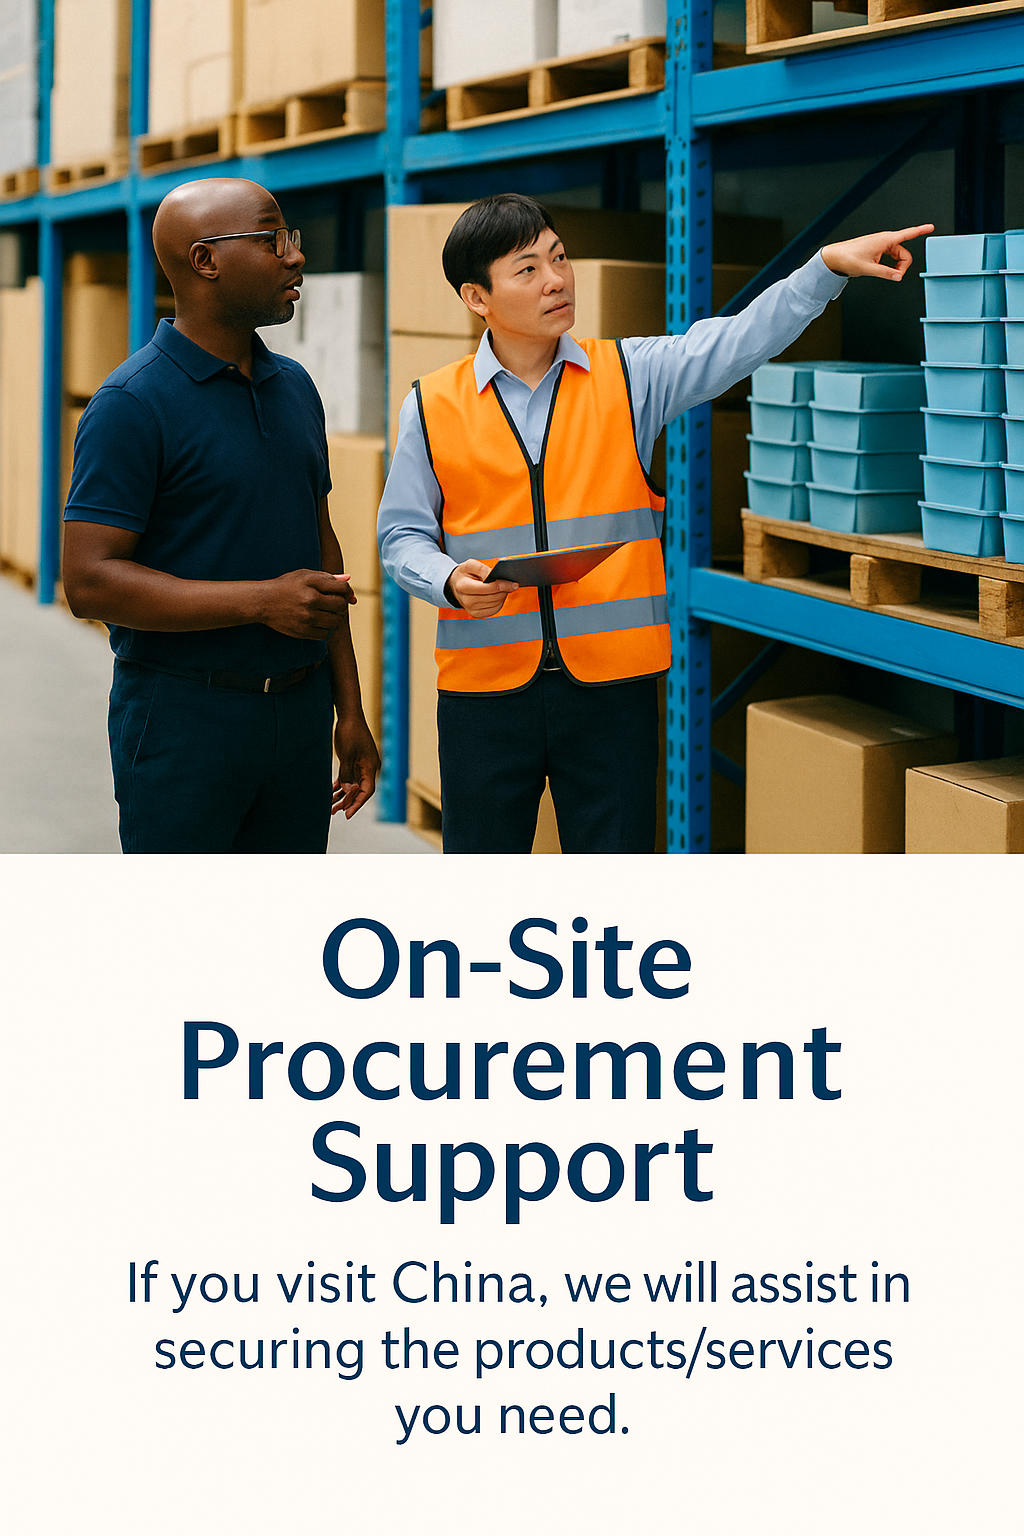 On-Site
Procurement
Support
If you visit China, we will assist in
securing the products/services
you need.